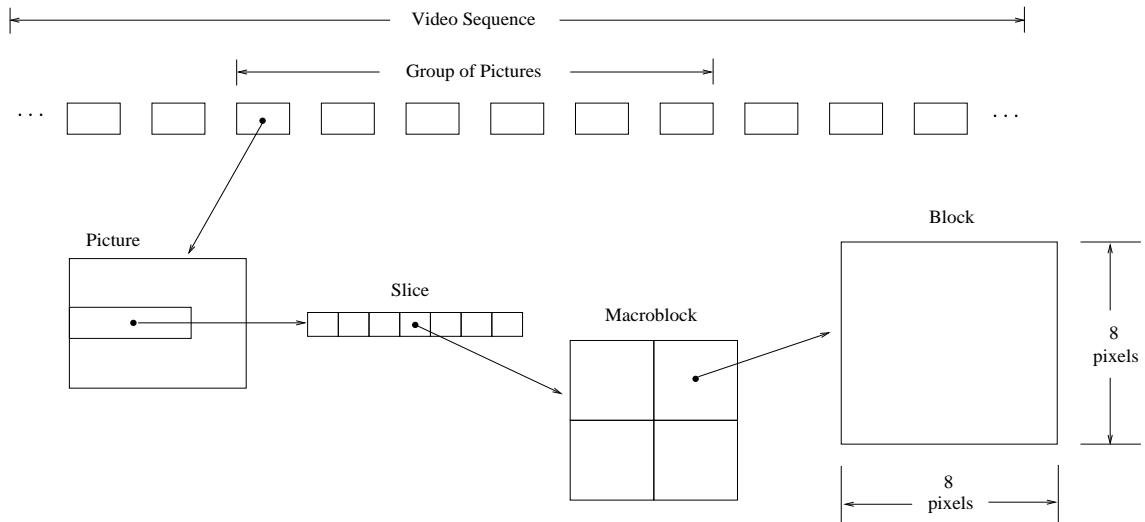 Video Sequence
Group of Pictures
. . .
. . .
Picture
Slice
Macroblock
Block
8
pixels
8
pixels